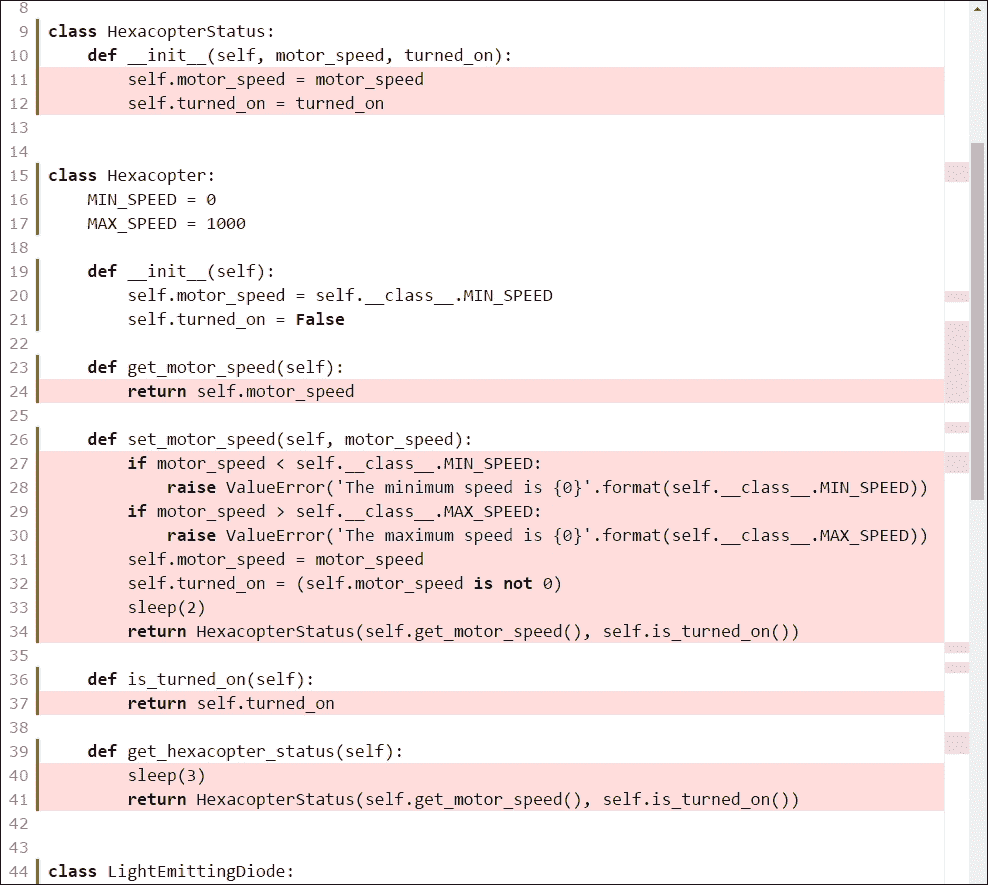 8
9 class HexacopterStatus:
10     def __init__(self, motor_speed, turned_on):
11         self.motor_speed = motor_speed
12         self.turned_on = turned_on
13
14
15 class Hexacopter:
16     MIN_SPEED = 0
17     MAX_SPEED = 1000
18
19     def __init__(self):
20         self.motor_speed = self.__class__.MIN_SPEED
21         self.turned_on = False
22
23     def get_motor_speed(self):
24         return self.motor_speed
25
26     def set_motor_speed(self, motor_speed):
27         if motor_speed < self.__class__.MIN_SPEED:
28             raise ValueError('The minimum speed is {0}'.format(self.__class__.MIN_SPEED))
29         if motor_speed > self.__class__.MAX_SPEED:
30             raise ValueError('The maximum speed is {0}'.format(self.__class__.MAX_SPEED))
31         self.motor_speed = motor_speed
32         self.turned_on = (self.motor_speed is not 0)
33         sleep(2)
34         return HexacopterStatus(self.get_motor_speed(), self.is_turned_on())
35
36     def is_turned_on(self):
37         return self.turned_on
38
39     def get_hexacopter_status(self):
40         sleep(3)
41         return HexacopterStatus(self.get_motor_speed(), self.is_turned_on())
42
43
44 class LightEmittingDiode: